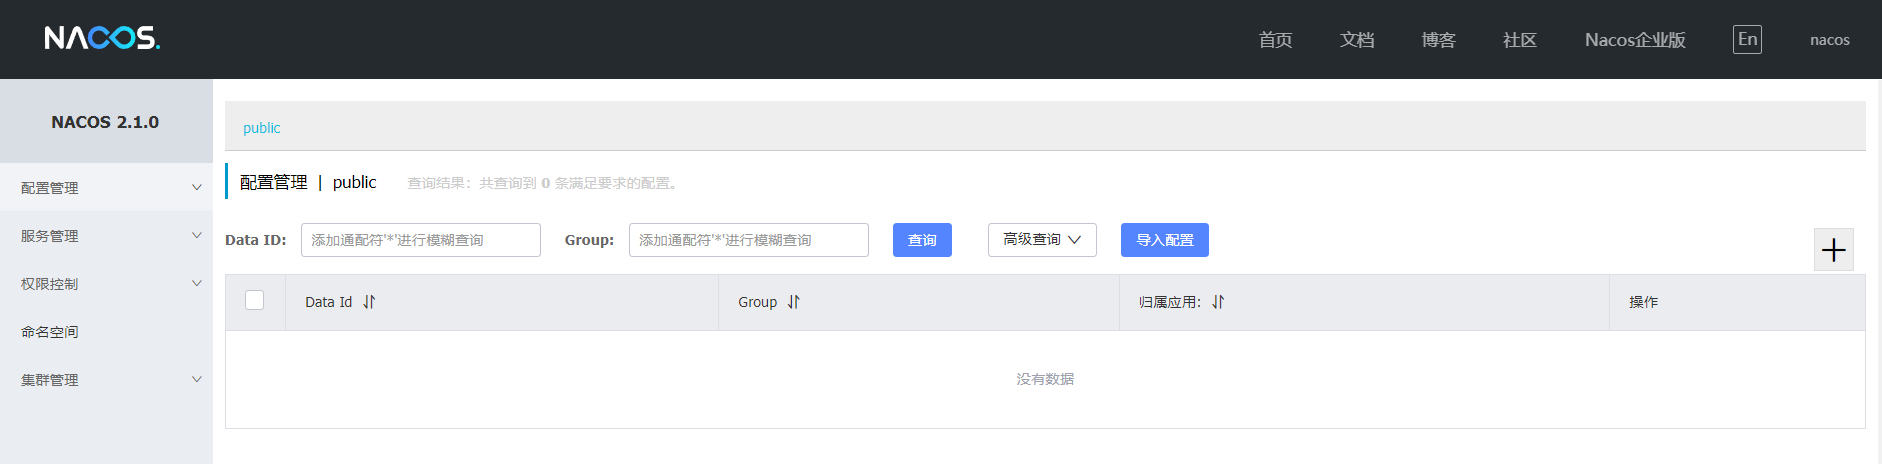 NACOS. 首页 文档 博客 社区 Nacos企业版 En nacos
NACOS 2.1.0
配置管理
服务管理
权限控制
命名空间
集群管理
public
配置管理 | public 查询结果：共查询到 0 条满足要求的配置。
Data ID: 添加通配符'*'进行模糊查询 Group: 添加通配符'*'进行模糊查询 查询 高级查询 导入配置
Data Id Group 归属应用: 操作
没有数据